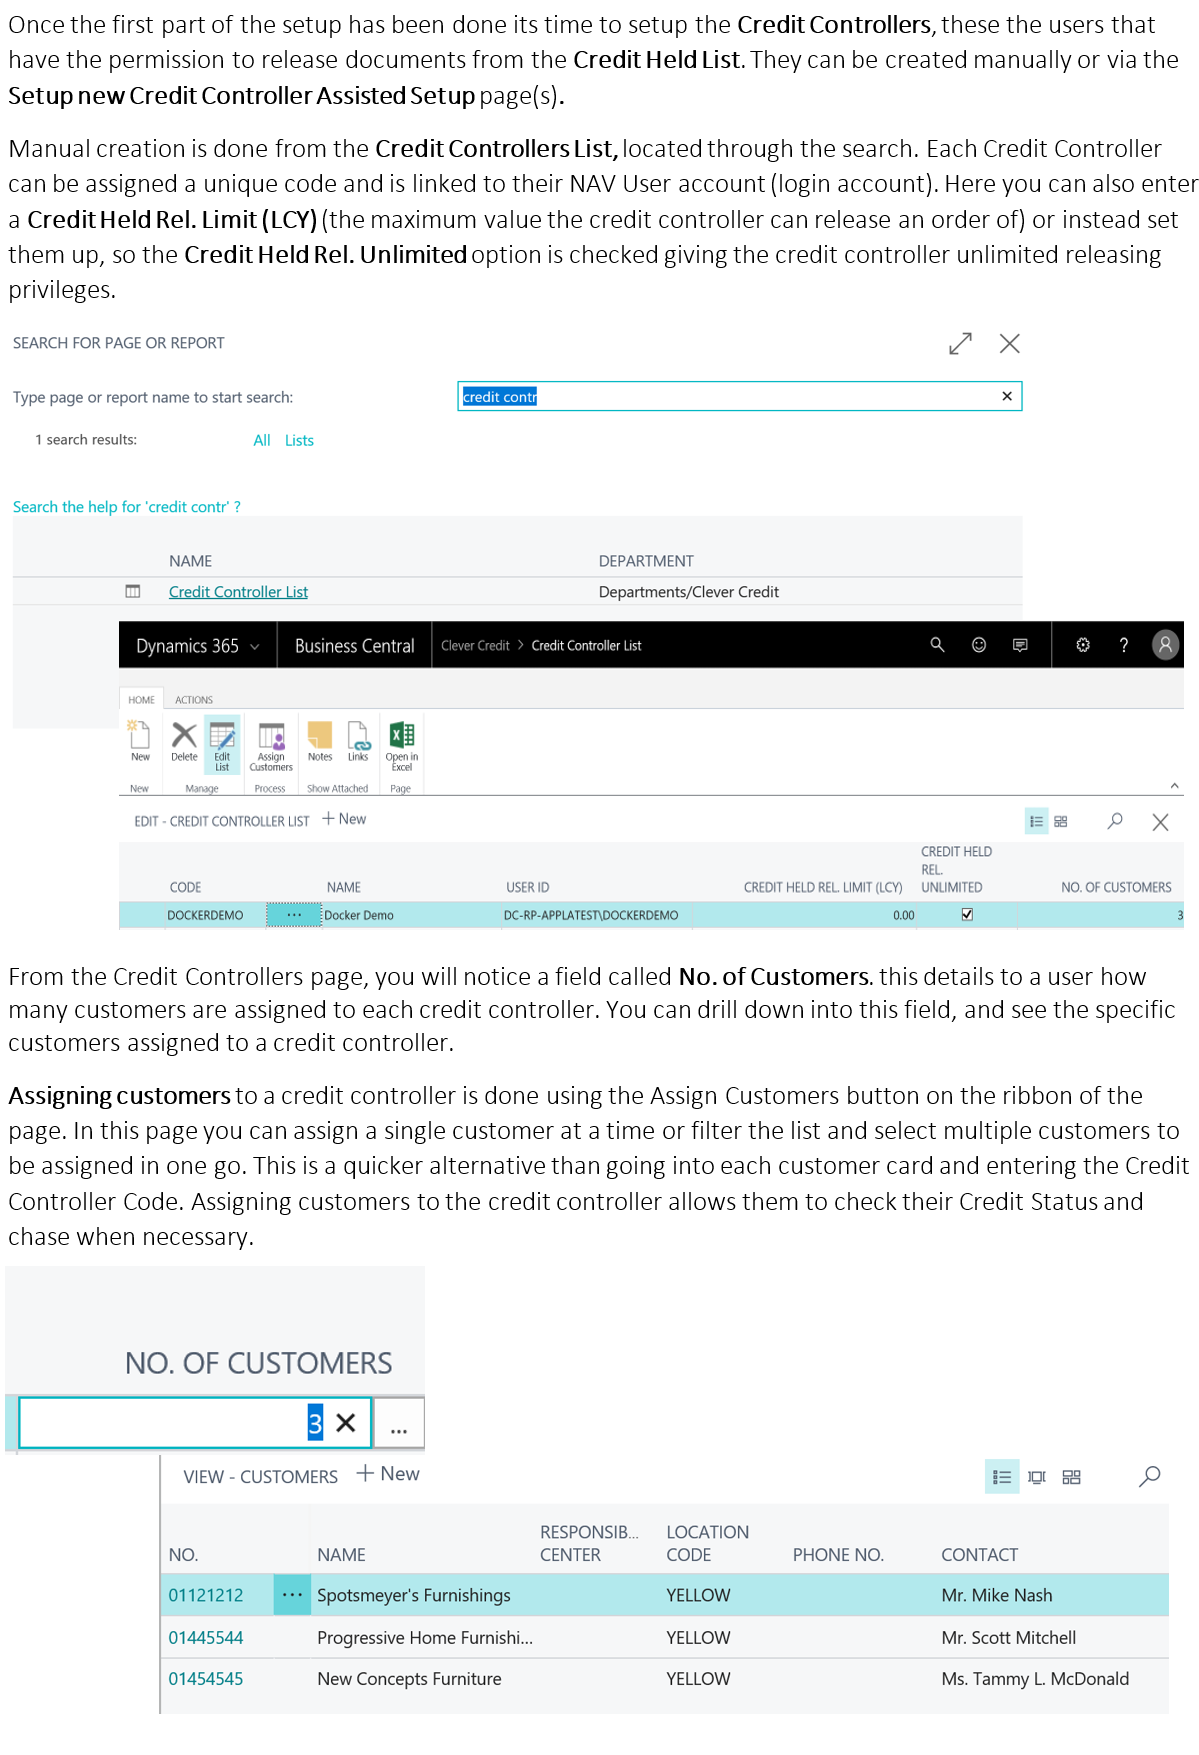 Once the first part of the setup has been done its time to setup the Credit Controllers, these the users that
have the permission to release documents from the Credit Held List. They can be created manually or via the
Setup new Credit Controller Assisted Setup page(s).
Manual creation is done from the Credit Controllers List, located through the search. Each Credit Controller
can be assigned a unique code and is linked to their NAV User account (login account). Here you can also enter
a Credit Held Rel. Limit (LCY) (the maximum value the credit controller can release an order of) or instead set
them up, so the Credit Held Rel. Unlimited option is checked giving the credit controller unlimited releasing
privileges.
SEARCH FOR PAGE OR REPORT
Type page or report name to start search: credit contr
1 search results: All Lists
Search the help for 'credit contr' ?
NAME DEPARTMENT
Credit Controller List Departments/Clever Credit
Dynamics 365 Business Central Clever Credit > Credit Controller List ?
HOME ACTIONS
New Delete Edit List Assign Customers Notes Links Open in Excel
New Manage Process Show Attached Page
EDIT - CREDIT CONTROLLER LIST + New
CODE NAME USER ID CREDIT HELD REL. LIMIT (LCY) CREDIT HELD REL. UNLIMITED NO. OF CUSTOMERS
DOCKERDEMO ... Docker Demo DC-RP-APPLATEST\DOCKERDEMO 0.00 3
From the Credit Controllers page, you will notice a field called No. of Customers. this details to a user how
many customers are assigned to each credit controller. You can drill down into this field, and see the specific
customers assigned to a credit controller.
Assigning customers to a credit controller is done using the Assign Customers button on the ribbon of the
page. In this page you can assign a single customer at a time or filter the list and select multiple customers to
be assigned in one go. This is a quicker alternative than going into each customer card and entering the Credit
Controller Code. Assigning customers to the credit controller allows them to check their Credit Status and
chase when necessary.
NO. OF CUSTOMERS
3 ...
VIEW - CUSTOMERS + New
NO. NAME RESPONSIB... CENTER LOCATION CODE PHONE NO. CONTACT
01121212 ... Spotsmeyer's Furnishings YELLOW Mr. Mike Nash
01445544 Progressive Home Furnishi... YELLOW Mr. Scott Mitchell
01454545 New Concepts Furniture YELLOW Ms. Tammy L. McDonald